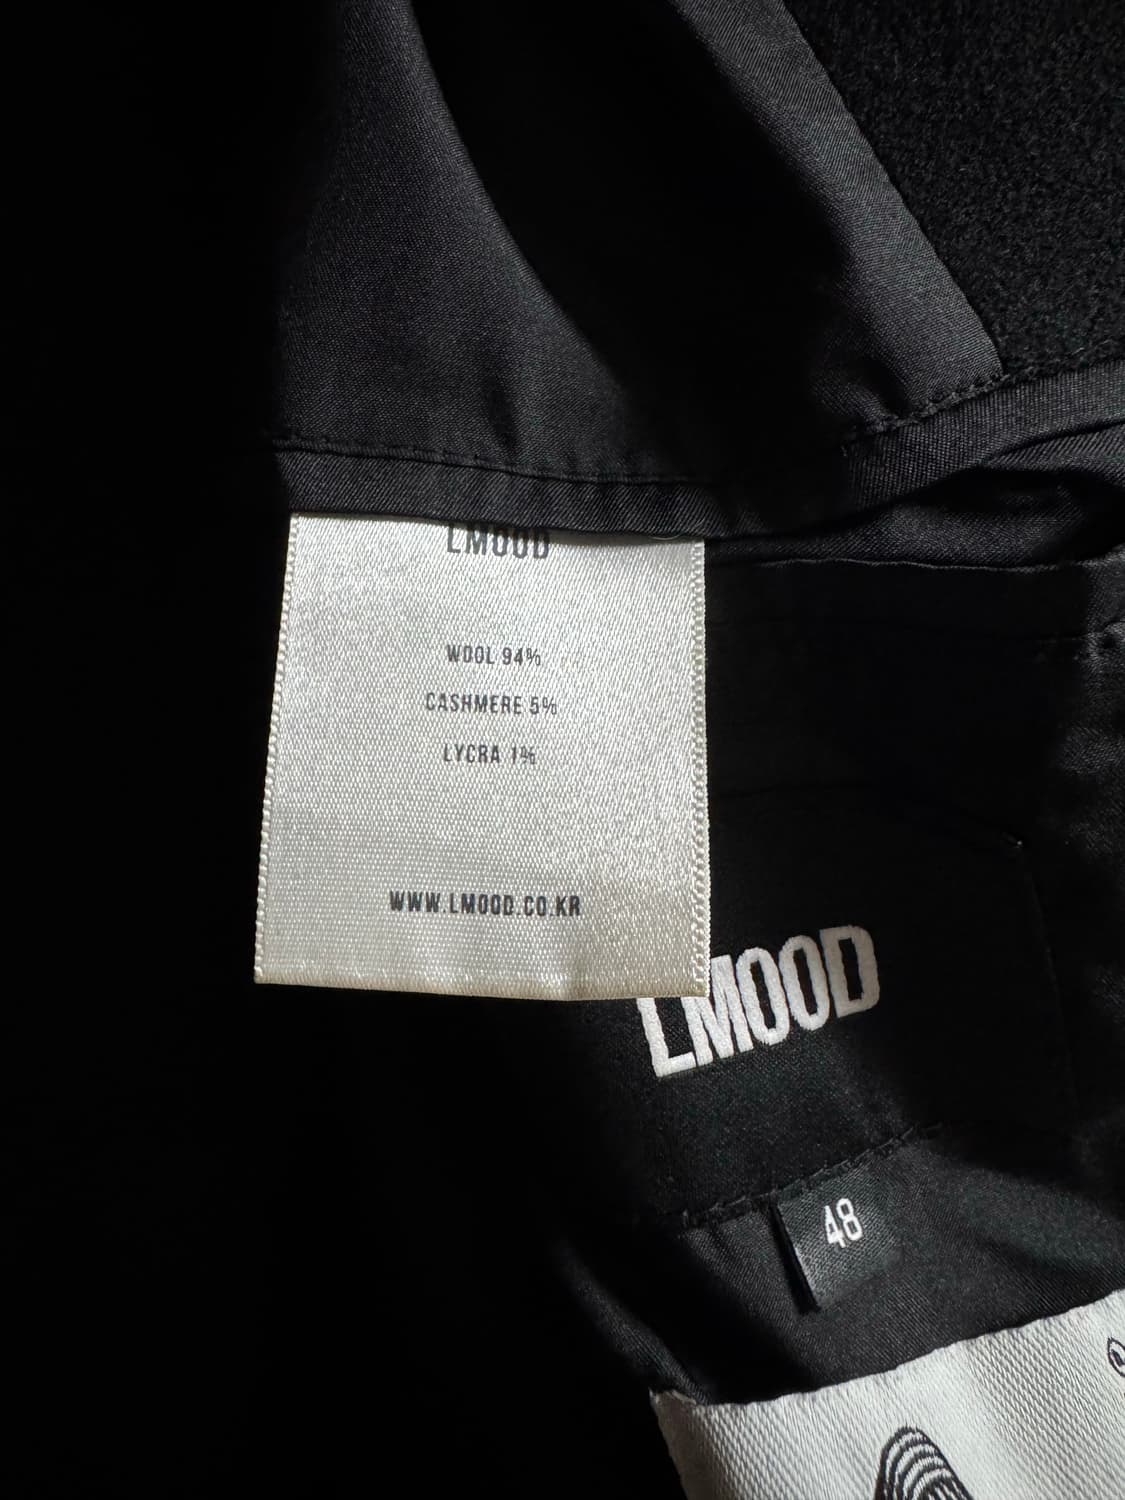 LMOOD
WOOL 94%
CASHMERE 5%
LYCRA 1%
WWW.LMOOD.CO.KR
LMOOD
48